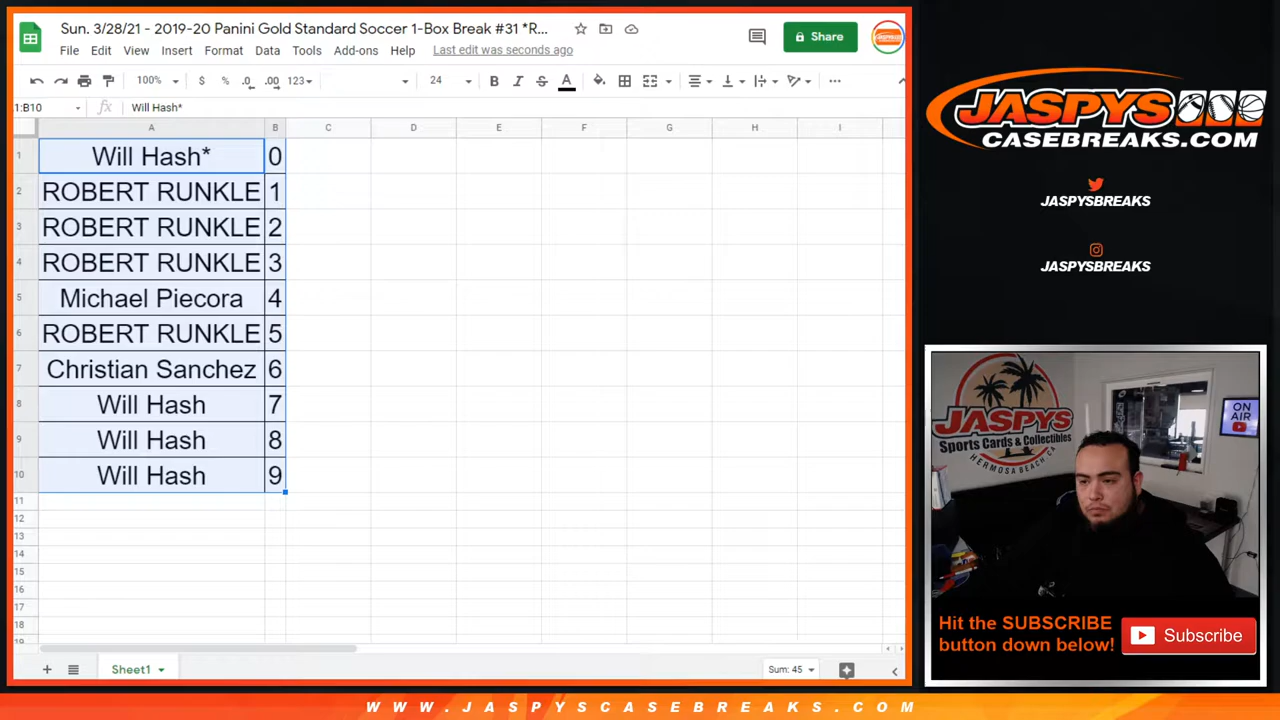 Sun. 3/28/21 - 2019-20 Panini Gold Standard Soccer 1-Box Break #31 *R...
Share
File Edit View Insert Format Data Tools Add-ons Help Last edit was seconds ago
100% $ % .0 .00 123 24 B I S A
1:B10 fx Will Hash*
A B C D E F G H I
1 Will Hash* 0
2 ROBERT RUNKLE 1
3 ROBERT RUNKLE 2
4 ROBERT RUNKLE 3
5 Michael Piecora 4
6 ROBERT RUNKLE 5
7 Christian Sanchez 6
8 Will Hash 7
9 Will Hash 8
10 Will Hash 9
11
12
13
14
15
16
17
18
19
Sheet1
Sum: 45
JASPYS
CASEBREAKS.COM
JASPYSBREAKS
JASPYSBREAKS
JASPYS
Sports Cards & Collectibles
HERMOSA BEACH, CA
ON AIR
Hit the SUBSCRIBE
button down below!
Subscribe
WWW.JASPYSCASEBREAKS.COM